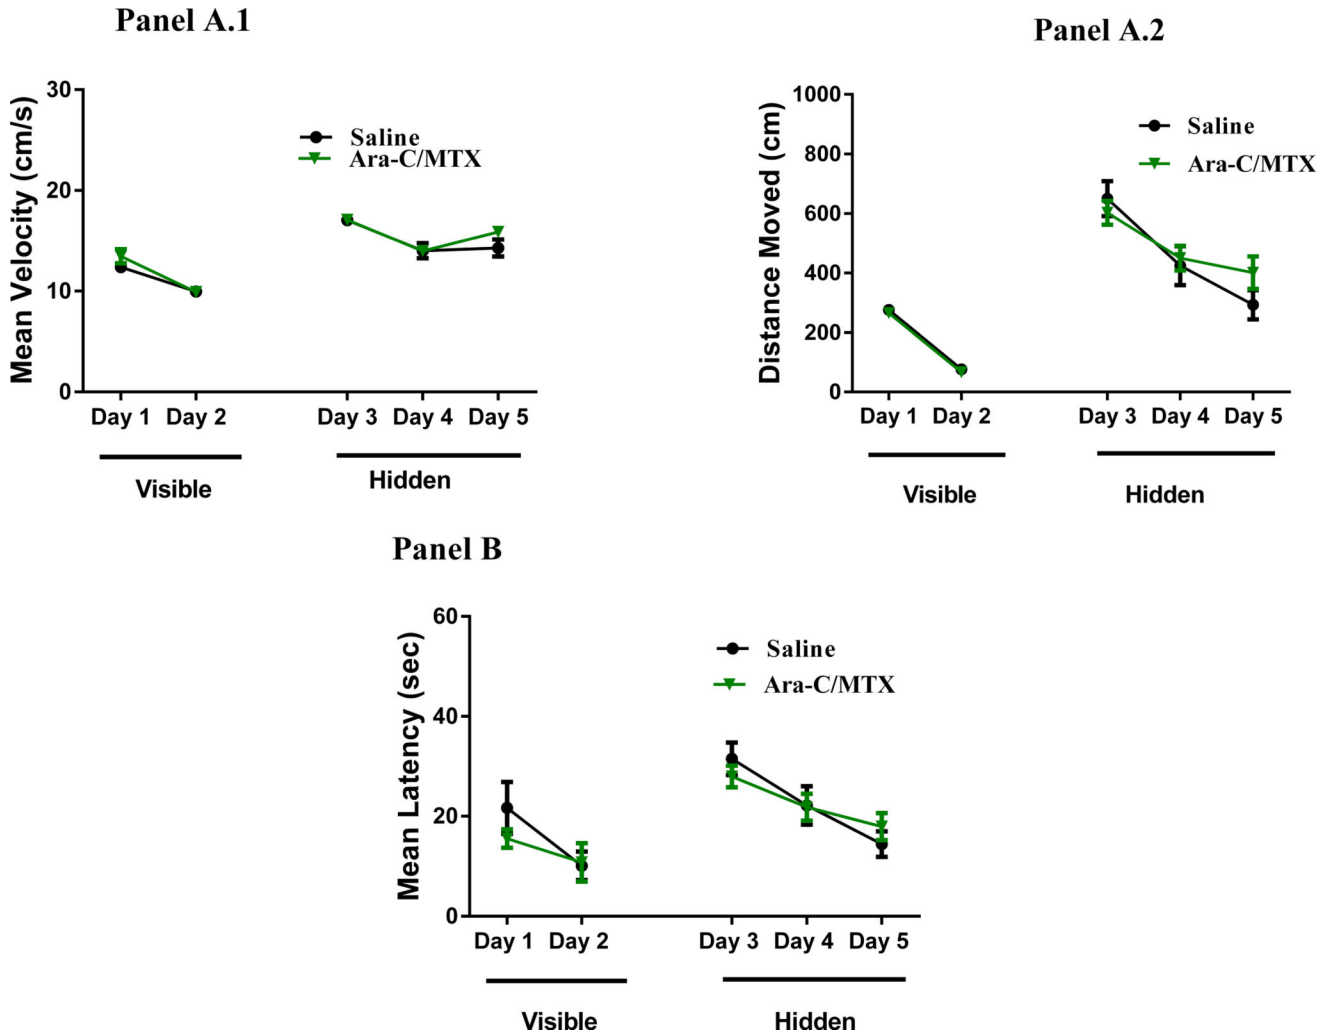 Panel A.1
Mean Velocity (cm/s)
30
20
10
0
Saline
Ara-C/MTX
Day 1 Day 2 Day 3 Day 4 Day 5
Visible
Hidden
Panel A.2
Distance Moved (cm)
1000
800
600
400
200
0
Saline
Ara-C/MTX
Day 1 Day 2 Day 3 Day 4 Day 5
Visible
Hidden
Panel B
Mean Latency (sec)
60
40
20
0
Saline
Ara-C/MTX
Day 1 Day 2 Day 3 Day 4 Day 5
Visible
Hidden